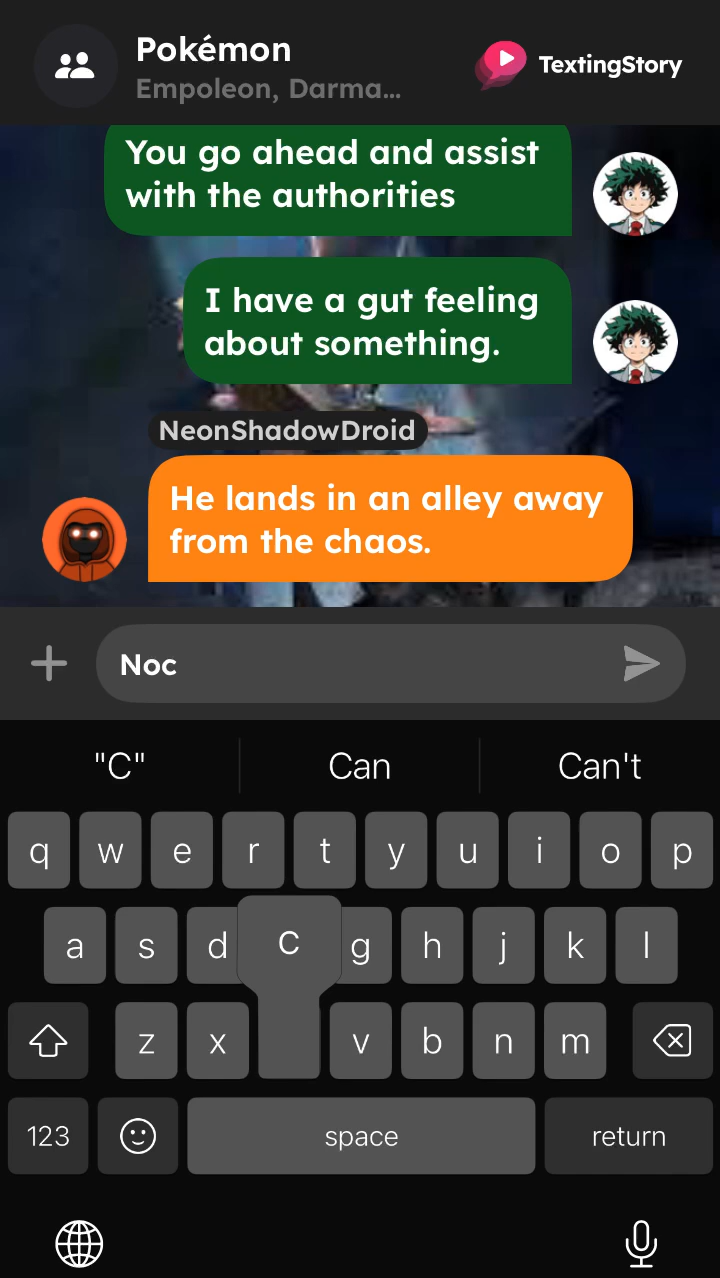 Pokémon
Empoleon, Darma...
TextingStory
You go ahead and assist
with the authorities
I have a gut feeling
about something.
NeonShadowDroid
He lands in an alley away
from the chaos.
Noc
"C" Can Can't
q w e r t y u i o p
a s d c g h j k l
z x v b n m
123 space return